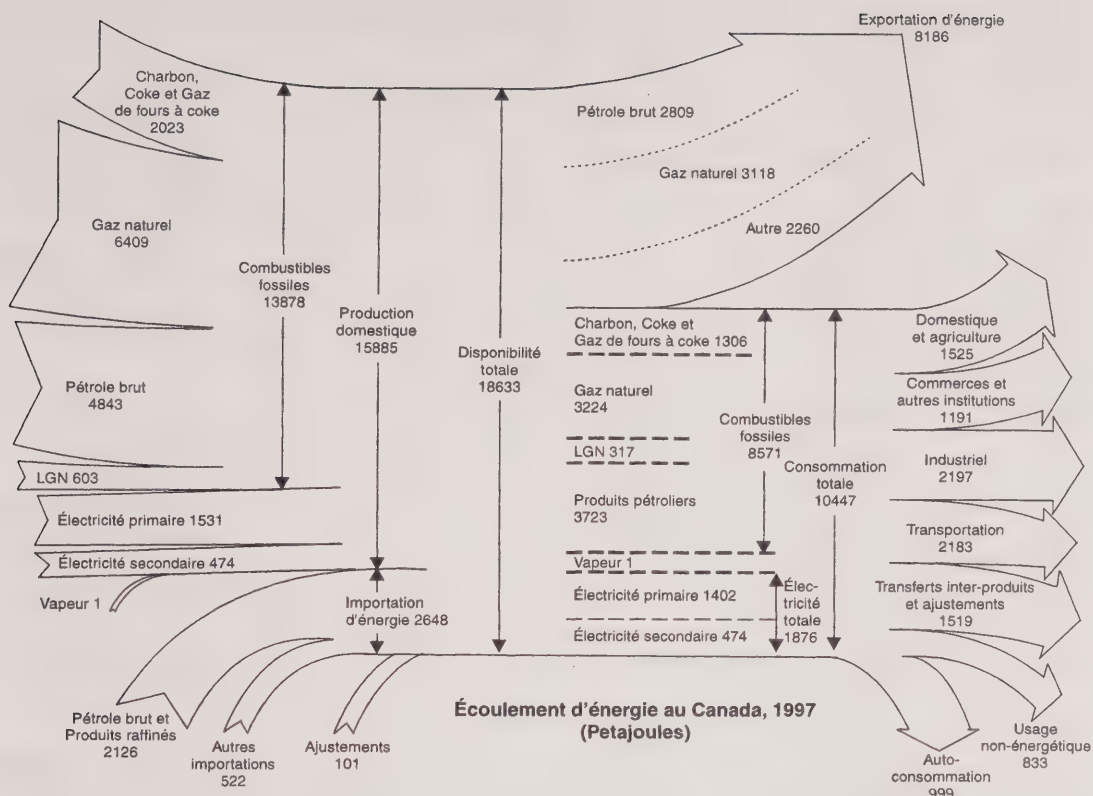 Exportation d'énergie
8186
Charbon,
Coke et Gaz
de fours à coke
2023
Pétrole brut 2809
Gaz naturel 3118
Gaz naturel
6409
Autre 2260
Combustibles
fossiles
13878
Production
domestique
15885
Disponibilité
totale
18633
Charbon, Coke et
Gaz de fours à coke 1306
Domestique
et agriculture
1525
Pétrole brut
4843
Gaz naturel
3224
Combustibles
fossiles
8571
Commerces et
autres institutions
1191
LGN 317
Consommation
totale
10447
Industriel
2197
LGN 603
Produits pétroliers
3723
Électricité primaire 1531
Transportation
2183
Électricité secondaire 474
Vapeur 1
Vapeur 1
Importation
d'énergie 2648
Électricité primaire 1402
Élec-
tricité
totale
1876
Transferts inter-produits
et ajustements
1519
Électricité secondaire 474
Écoulement d'énergie au Canada, 1997
(Petajoules)
Pétrole brut et
Produits raffinés
2126
Autres
importations
522
Ajustements
101
Usage
non-énergétique
833
Auto-
consommation
999